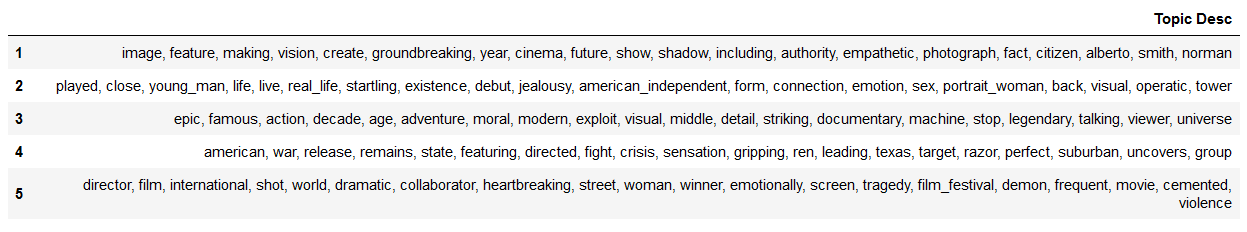 Topic Desc
1 image, feature, making, vision, create, groundbreaking, year, cinema, future, show, shadow, including, authority, empathetic, photograph, fact, citizen, alberto, smith, norman
2 played, close, young_man, life, live, real_life, startling, existence, debut, jealousy, american_independent, form, connection, emotion, sex, portrait_woman, back, visual, operatic, tower
3 epic, famous, action, decade, age, adventure, moral, modern, exploit, visual, middle, detail, striking, documentary, machine, stop, legendary, talking, viewer, universe
4 american, war, release, remains, state, featuring, directed, fight, crisis, sensation, gripping, ren, leading, texas, target, razor, perfect, suburban, uncovers, group
5 director, film, international, shot, world, dramatic, collaborator, heartbreaking, street, woman, winner, emotionally, screen, tragedy, film_festival, demon, frequent, movie, cemented,
violence